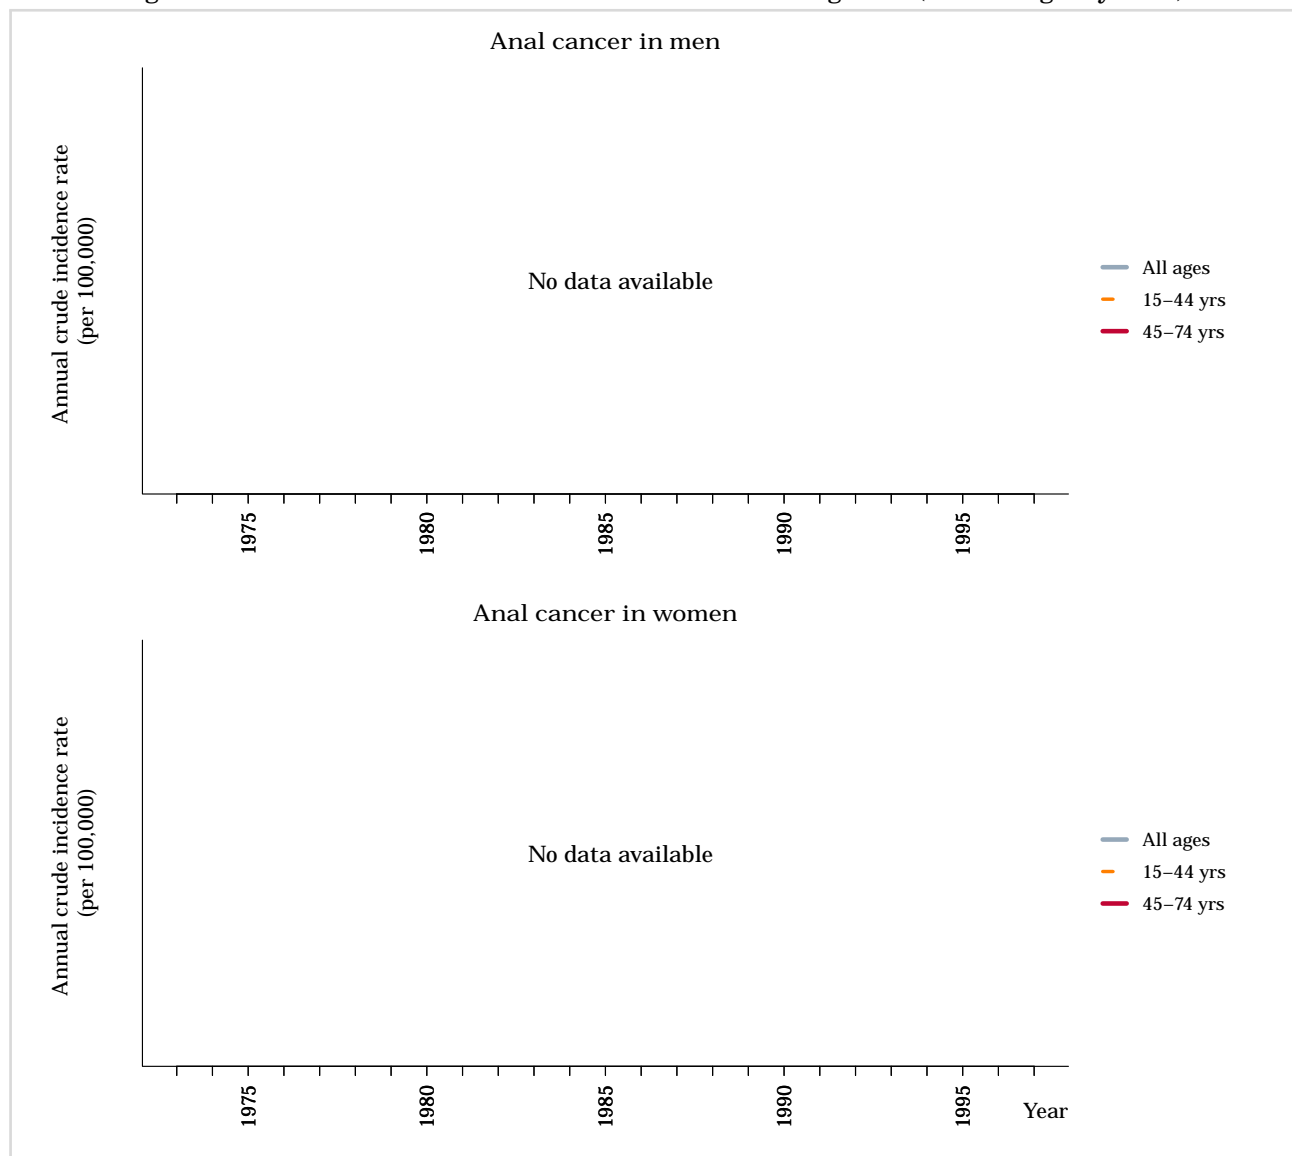 Anal cancer in men
Annual crude incidence rate
(per 100,000)
No data available
All ages
15–44 yrs
45–74 yrs
1975
1980
1985
1990
1995
Anal cancer in women
Annual crude incidence rate
(per 100,000)
No data available
All ages
15–44 yrs
45–74 yrs
1975
1980
1985
1990
1995
Year